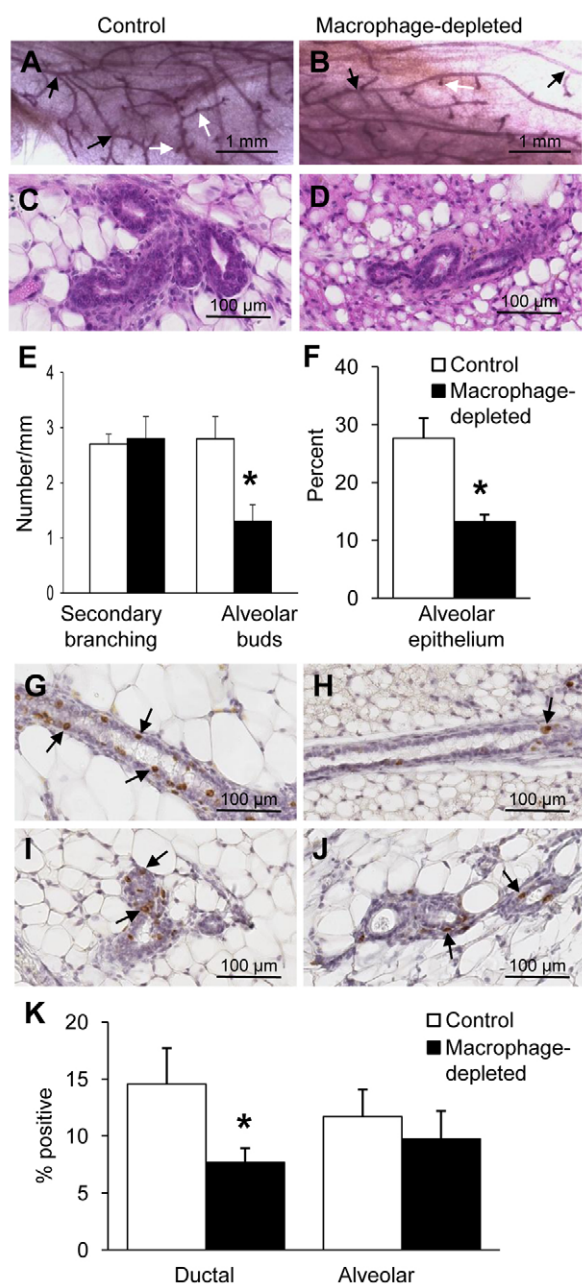 Control
Macrophage-depleted
A
1 mm
B
1 mm
C
100 µm
D
100 µm
E
Number/mm
4
3
2
1
0
*
Secondary
branching
Alveolar
buds
F
Control
Macrophage-
depleted
Percent
40
30
20
10
0
*
Alveolar
epithelium
G
100 µm
H
100 µm
I
100 µm
J
100 µm
K
Control
Macrophage-
depleted
% positive
20
15
10
5
0
*
Ductal
Alveolar